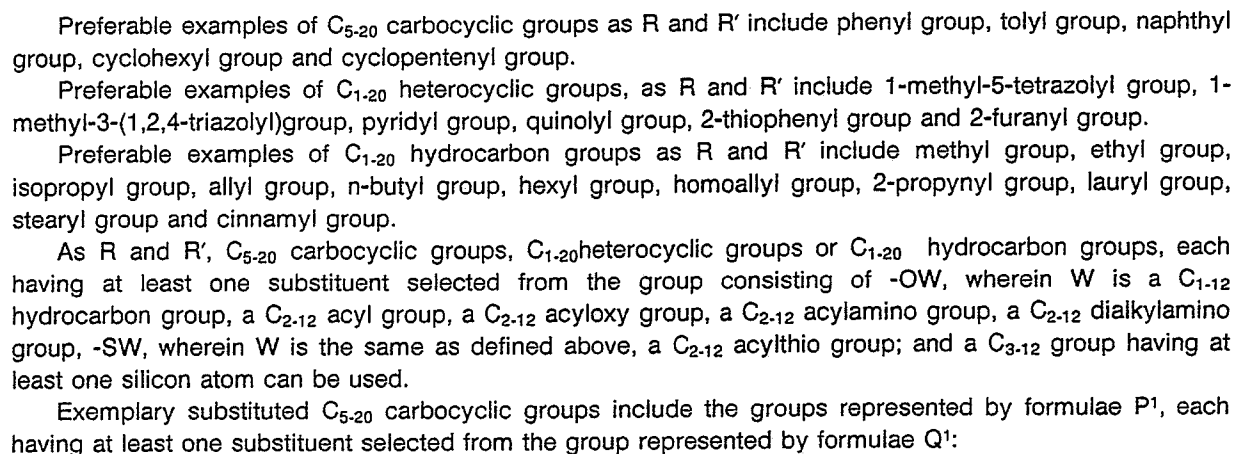 Preferable examples of C₅₋₂₀ carbocyclic groups as R and R′ include phenyl group, tolyl group, naphthyl
group, cyclohexyl group and cyclopentenyl group.
Preferable examples of C₁₋₂₀ heterocyclic groups, as R and R′ include 1-methyl-5-tetrazolyl group, 1-
methyl-3-(1,2,4-triazolyl)group, pyridyl group, quinolyl group, 2-thiophenyl group and 2-furanyl group.
Preferable examples of C₁₋₂₀ hydrocarbon groups as R and R′ include methyl group, ethyl group,
isopropyl group, allyl group, n-butyl group, hexyl group, homoallyl group, 2-propynyl group, lauryl group,
stearyl group and cinnamyl group.
As R and R′, C₅₋₂₀ carbocyclic groups, C₁₋₂₀heterocyclic groups or C₁₋₂₀ hydrocarbon groups, each
having at least one substituent selected from the group consisting of -OW, wherein W is a C₁₋₁₂
hydrocarbon group, a C₂₋₁₂ acyl group, a C₂₋₁₂ acyloxy group, a C₂₋₁₂ acylamino group, a C₂₋₁₂ dialkylamino
group, -SW, wherein W is the same as defined above, a C₂₋₁₂ acylthio group; and a C₃₋₁₂ group having at
least one silicon atom can be used.
Exemplary substituted C₅₋₂₀ carbocyclic groups include the groups represented by formulae P¹, each
having at least one substituent selected from the group represented by formulae Q¹: